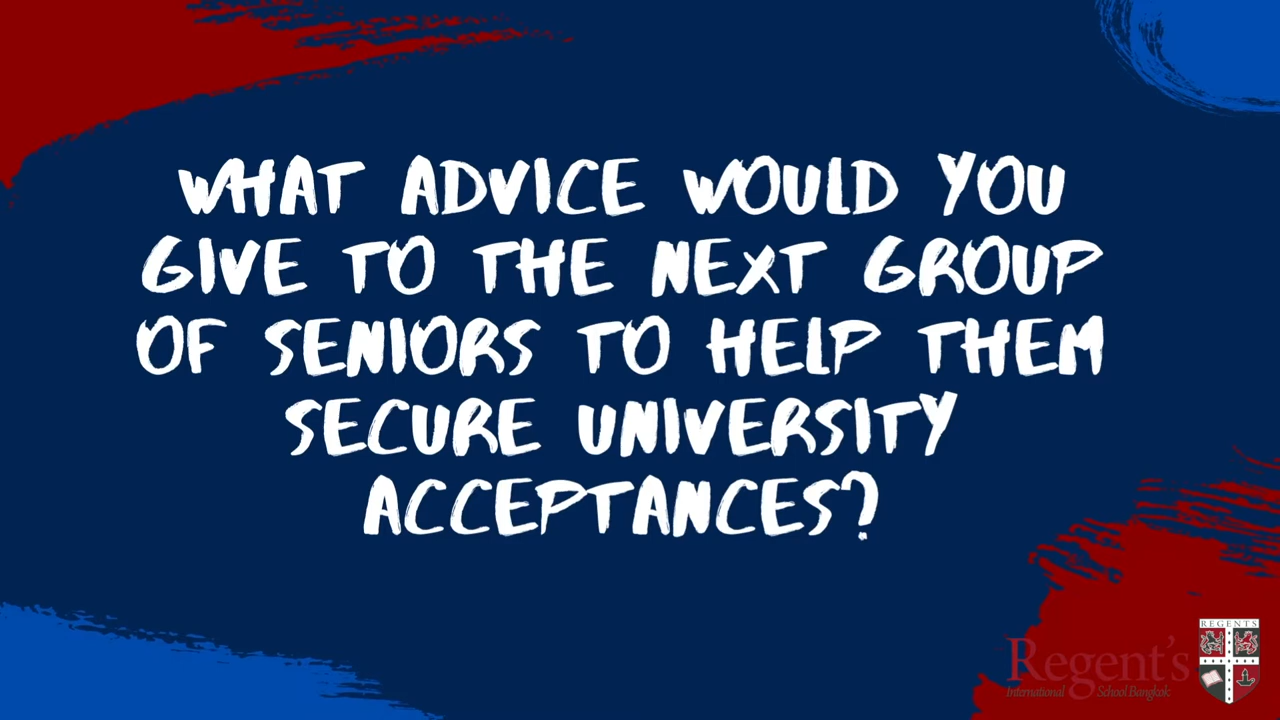 WHAT ADVICE WOULD YOU
GIVE TO THE NEXT GROUP
OF SENIORS TO HELP THEM
SECURE UNIVERSITY
ACCEPTANCES?
REGENTS
Regent's
International School Bangkok